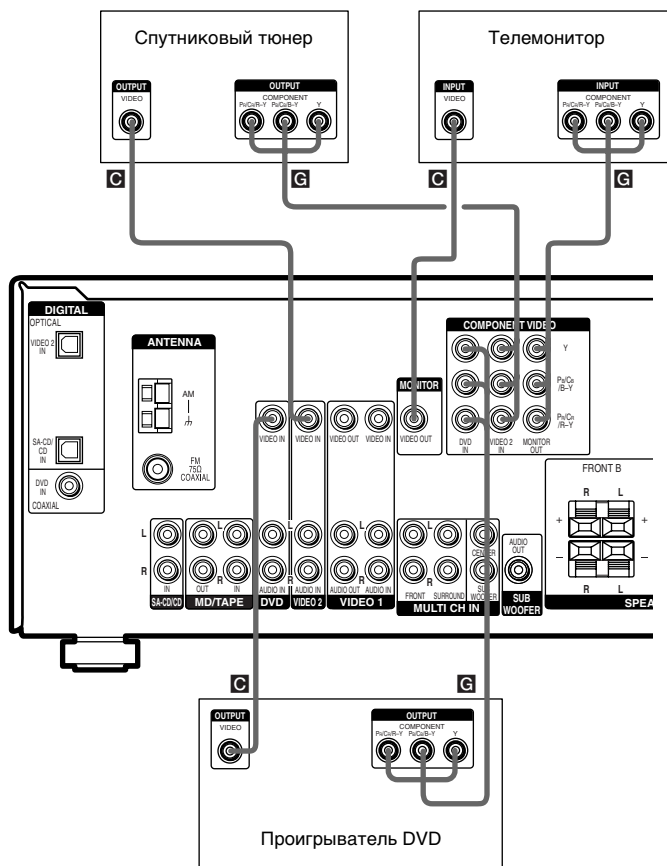 Спутниковый тюнер
Телемонитор
OUTPUT
VIDEO
OUTPUT
COMPONENT
PR/CR/R–Y PB/CB/B–Y Y
INPUT
VIDEO
INPUT
COMPONENT
PR/CR/R–Y PB/CB/B–Y Y
C
G
C
G
DIGITAL
OPTICAL
VIDEO 2
IN
SA-CD/
CD
IN
DVD
IN
COAXIAL
ANTENNA
AM
FM
75Ω
COAXIAL
MONITOR
VIDEO IN
VIDEO IN
VIDEO OUT
VIDEO IN
VIDEO OUT
COMPONENT VIDEO
Y
PB/CB
/B–Y
PR/CR
/R–Y
DVD
IN
VIDEO 2
IN
MONITOR
OUT
FRONT B
R L
+ +
– –
R L
SPEA
L
R
IN
SA-CD/CD
L
R
OUT IN
MD/TAPE
AUDIO IN
DVD
L
R
AUDIO IN
VIDEO 2
L
R
AUDIO OUT AUDIO IN
VIDEO 1
L
R
FRONT SURROUND
CENTER
SUB
WOOFER
MULTI CH IN
AUDIO
OUT
SUB
WOOFER
C
G
OUTPUT
VIDEO
OUTPUT
COMPONENT
PR/CR/R–Y PB/CB/B–Y Y
Проигрыватель DVD